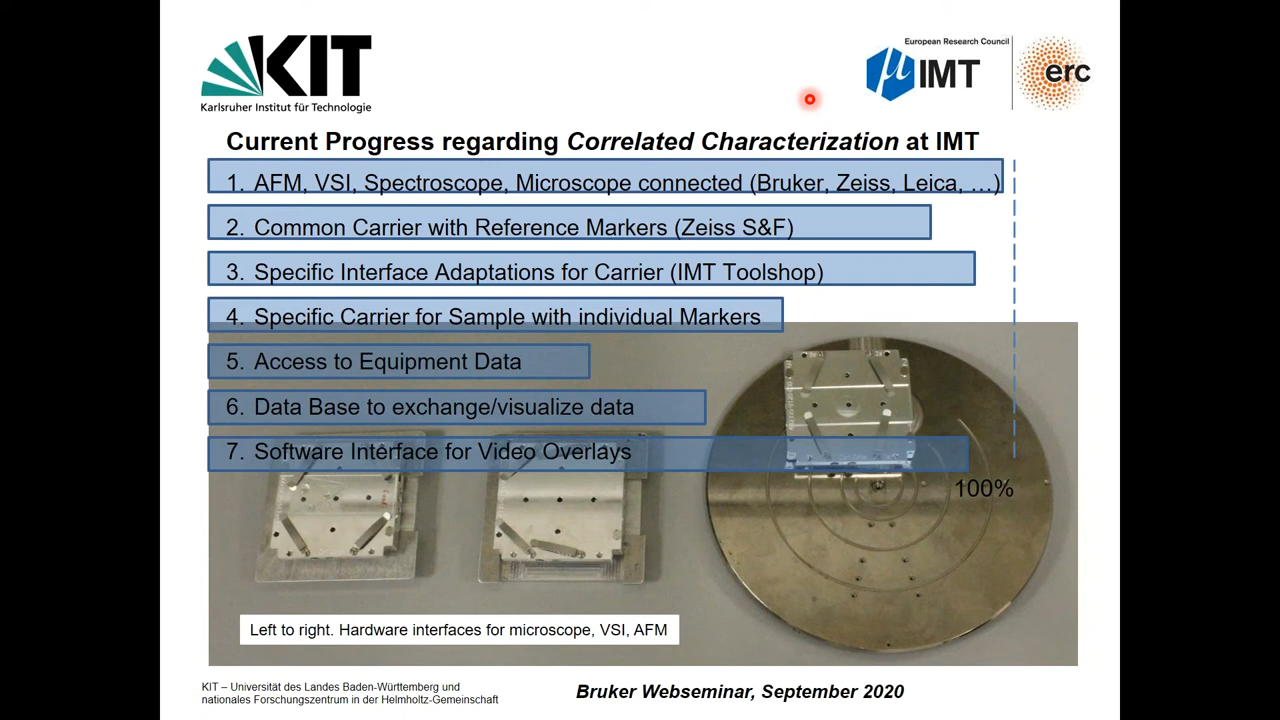 KIT
Karlsruher Institut für Technologie
European Research Council
µIMT
erc
Current Progress regarding Correlated Characterization at IMT
1. AFM, VSI, Spectroscope, Microscope connected (Bruker, Zeiss, Leica, …)
2. Common Carrier with Reference Markers (Zeiss S&F)
3. Specific Interface Adaptations for Carrier (IMT Toolshop)
4. Specific Carrier for Sample with individual Markers
5. Access to Equipment Data
6. Data Base to exchange/visualize data
7. Software Interface for Video Overlays
100%
Left to right. Hardware interfaces for microscope, VSI, AFM
KIT – Universität des Landes Baden-Württemberg und
nationales Forschungszentrum in der Helmholtz-Gemeinschaft
Bruker Webseminar, September 2020